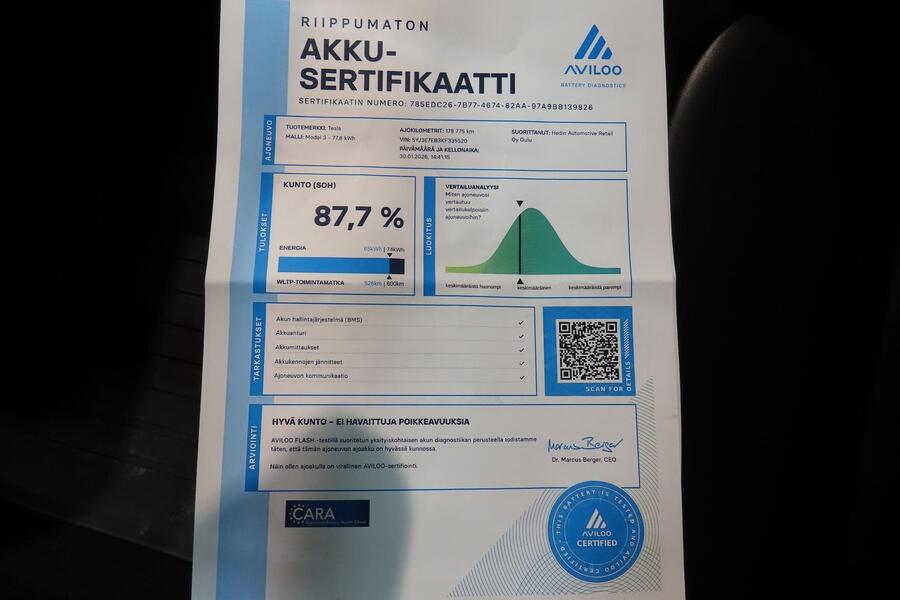 RIIPPUMATON
AKKU-
SERTIFIKAATTI
SERTIFIKAATIN NUMERO: 785EDC26-7B77-4674-82AA-97A9BB139826
AVILOO
BATTERY DIAGNOSTICS
AJONEUVO
TUOTEMERKKI: Tesla
MALLI: Model 3 - 77,8 kWh
AJOKILOMETRIT: 178 775 km
VIN: 5YJ3E7EB3KF335520
PÄIVÄMÄÄRÄ JA KELLONAIKA:
30.01.2026, 14:41:15
SUORITTANUT: Hedin Automotive Retail
Oy Oulu
TULOKSET
KUNTO (SOH)
87,7 %
ENERGIA
65kWh | 74kWh
WLTP-TOIMINTAMATKA
526km | 600km
LUOKITUS
VERTAILUANALYYSI
Miten ajoneuvosi
vertautuu
vertailukelpoisiin
ajoneuvoihin?
keskimääräistä huonompi
keskimääräinen
keskimääräistä parempi
TARKASTUKSET
Akun hallintajärjestelmä (BMS)
Akkuanturi
Akkumittaukset
Akkukennojen jännitteet
Ajoneuvon kommunikaatio
SCAN FOR DETAILS
ARVIOINTI
HYVÄ KUNTO – EI HAVAITTUJA POIKKEAVUUKSIA
AVILOO FLASH -testillä suoritetun yksityiskohtaisen akun diagnostiikan perusteella todistamme
täten, että tämän ajoneuvon ajoakku on hyvässä kunnossa.
Näin ollen ajoakulla on virallinen AVILOO-sertifiointi.
Marcus Berger
Dr. Marcus Berger, CEO
CARA
THIS BATTERY IS TESTED AND AVILOO CERTIFIED
AVILOO
CERTIFIED